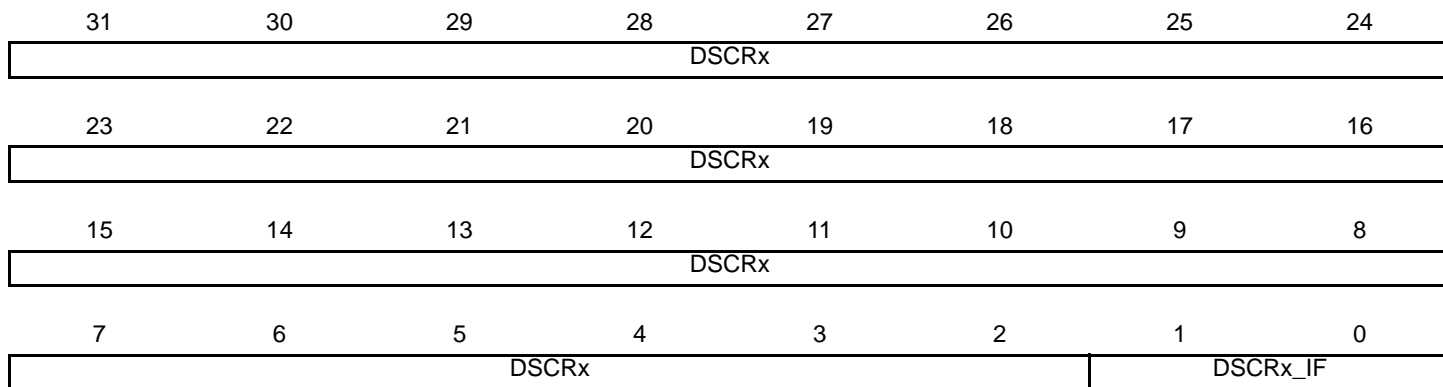 31 30 29 28 27 26 25 24
DSCRx
23 22 21 20 19 18 17 16
DSCRx
15 14 13 12 11 10 9 8
DSCRx
7 6 5 4 3 2 1 0
DSCRx DSCRx_IF